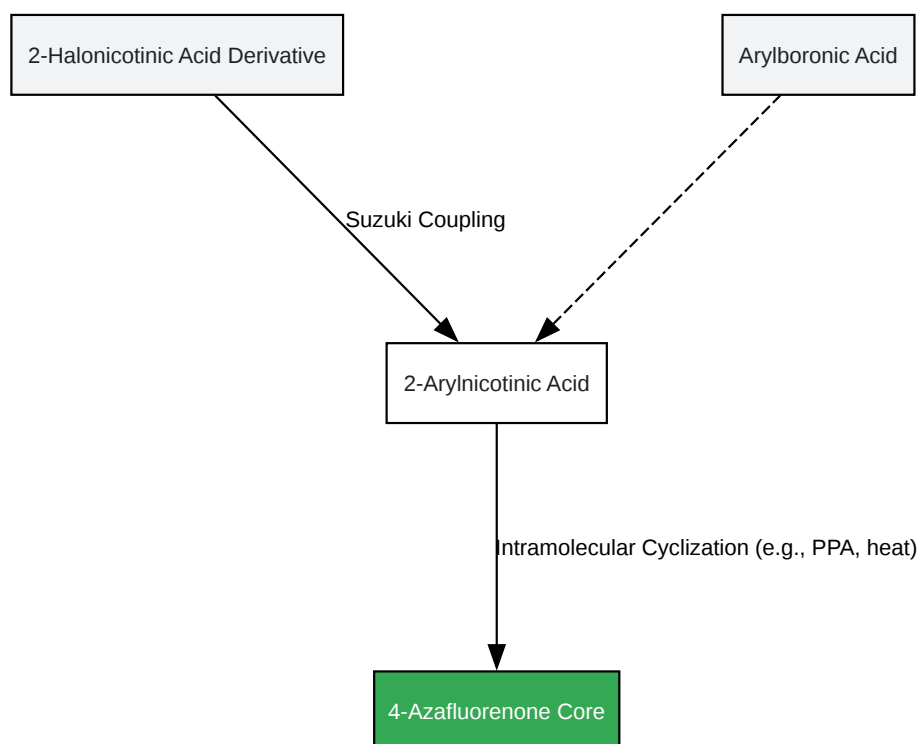 2-Halonicotinic Acid Derivative
Arylboronic Acid
Suzuki Coupling
2-Arylnicotinic Acid
Intramolecular Cyclization (e.g., PPA, heat)
4-Azafluorenone Core